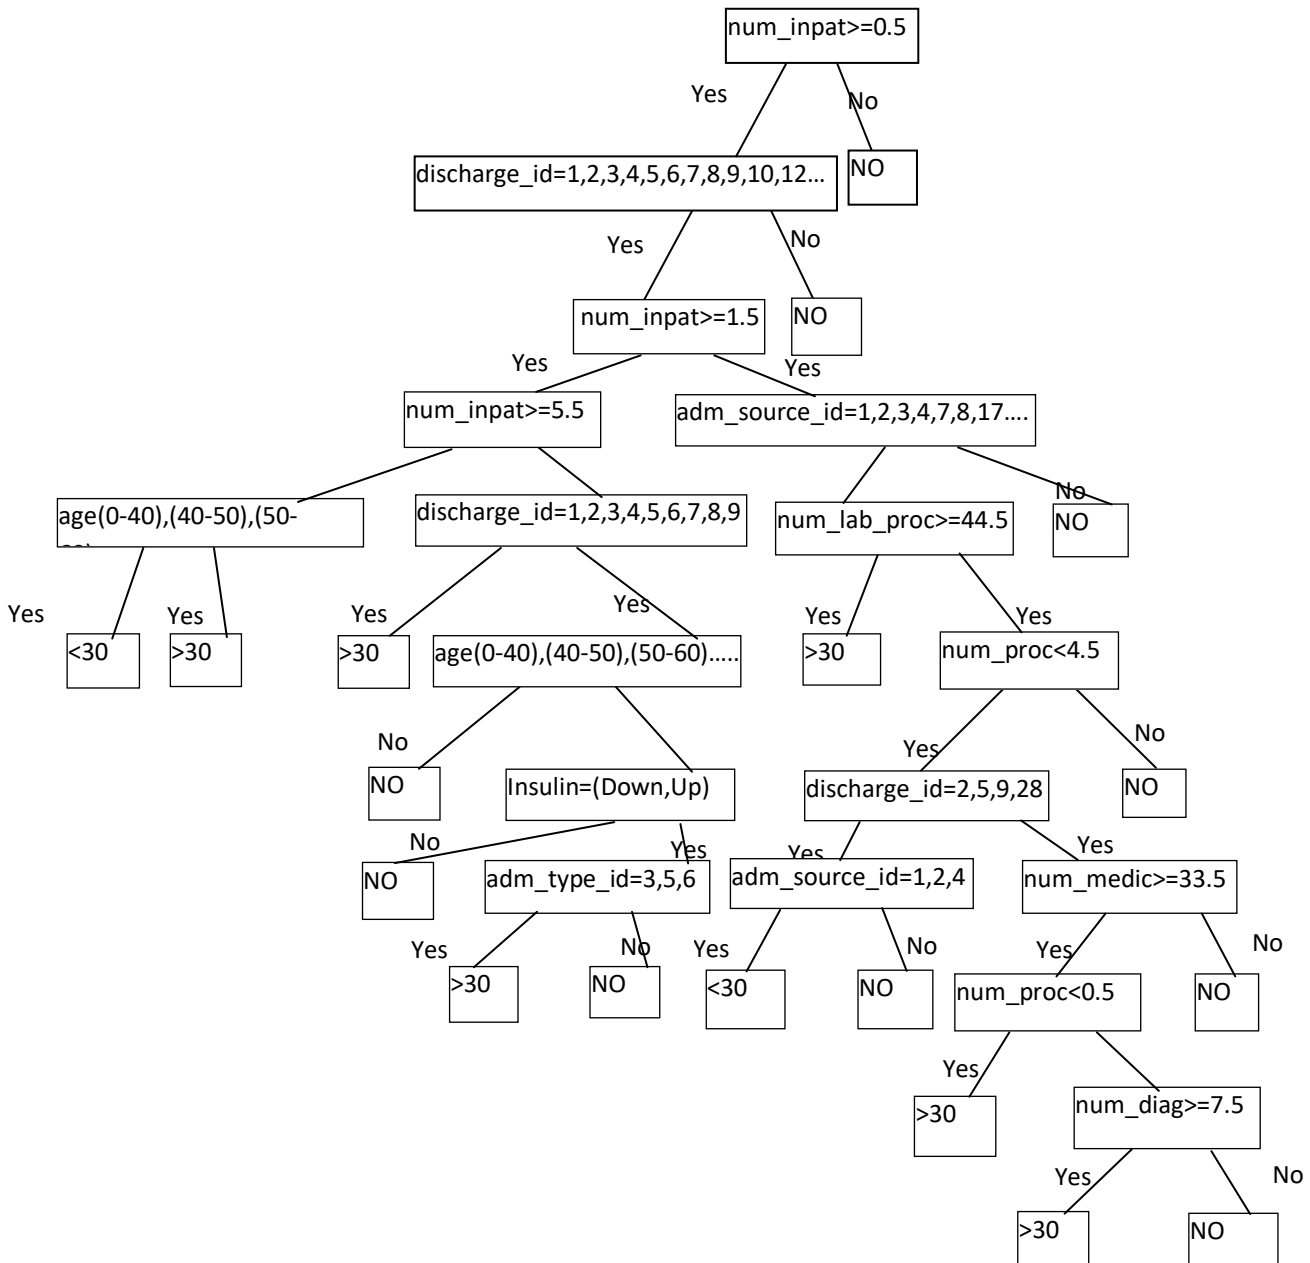 num_inpat>=0.5
Yes
No
discharge_id=1,2,3,4,5,6,7,8,9,10,12...
NO
Yes
No
num_inpat>=1.5
NO
Yes
Yes
num_inpat>=5.5
adm_source_id=1,2,3,4,7,8,17....
age(0-40),(40-50),(50-
discharge_id=1,2,3,4,5,6,7,8,9
num_lab_proc>=44.5
No
NO
Yes
Yes
Yes
Yes
Yes
Yes
<30
>30
>30
age(0-40),(40-50),(50-60).....
>30
num_proc<4.5
No
Yes
No
NO
Insulin=(Down,Up)
discharge_id=2,5,9,28
NO
No
Yes
Yes
Yes
NO
adm_type_id=3,5,6
adm_source_id=1,2,4
num_medic>=33.5
Yes
No
Yes
No
Yes
No
>30
NO
<30
NO
num_proc<0.5
NO
Yes
>30
num_diag>=7.5
Yes
No
>30
NO